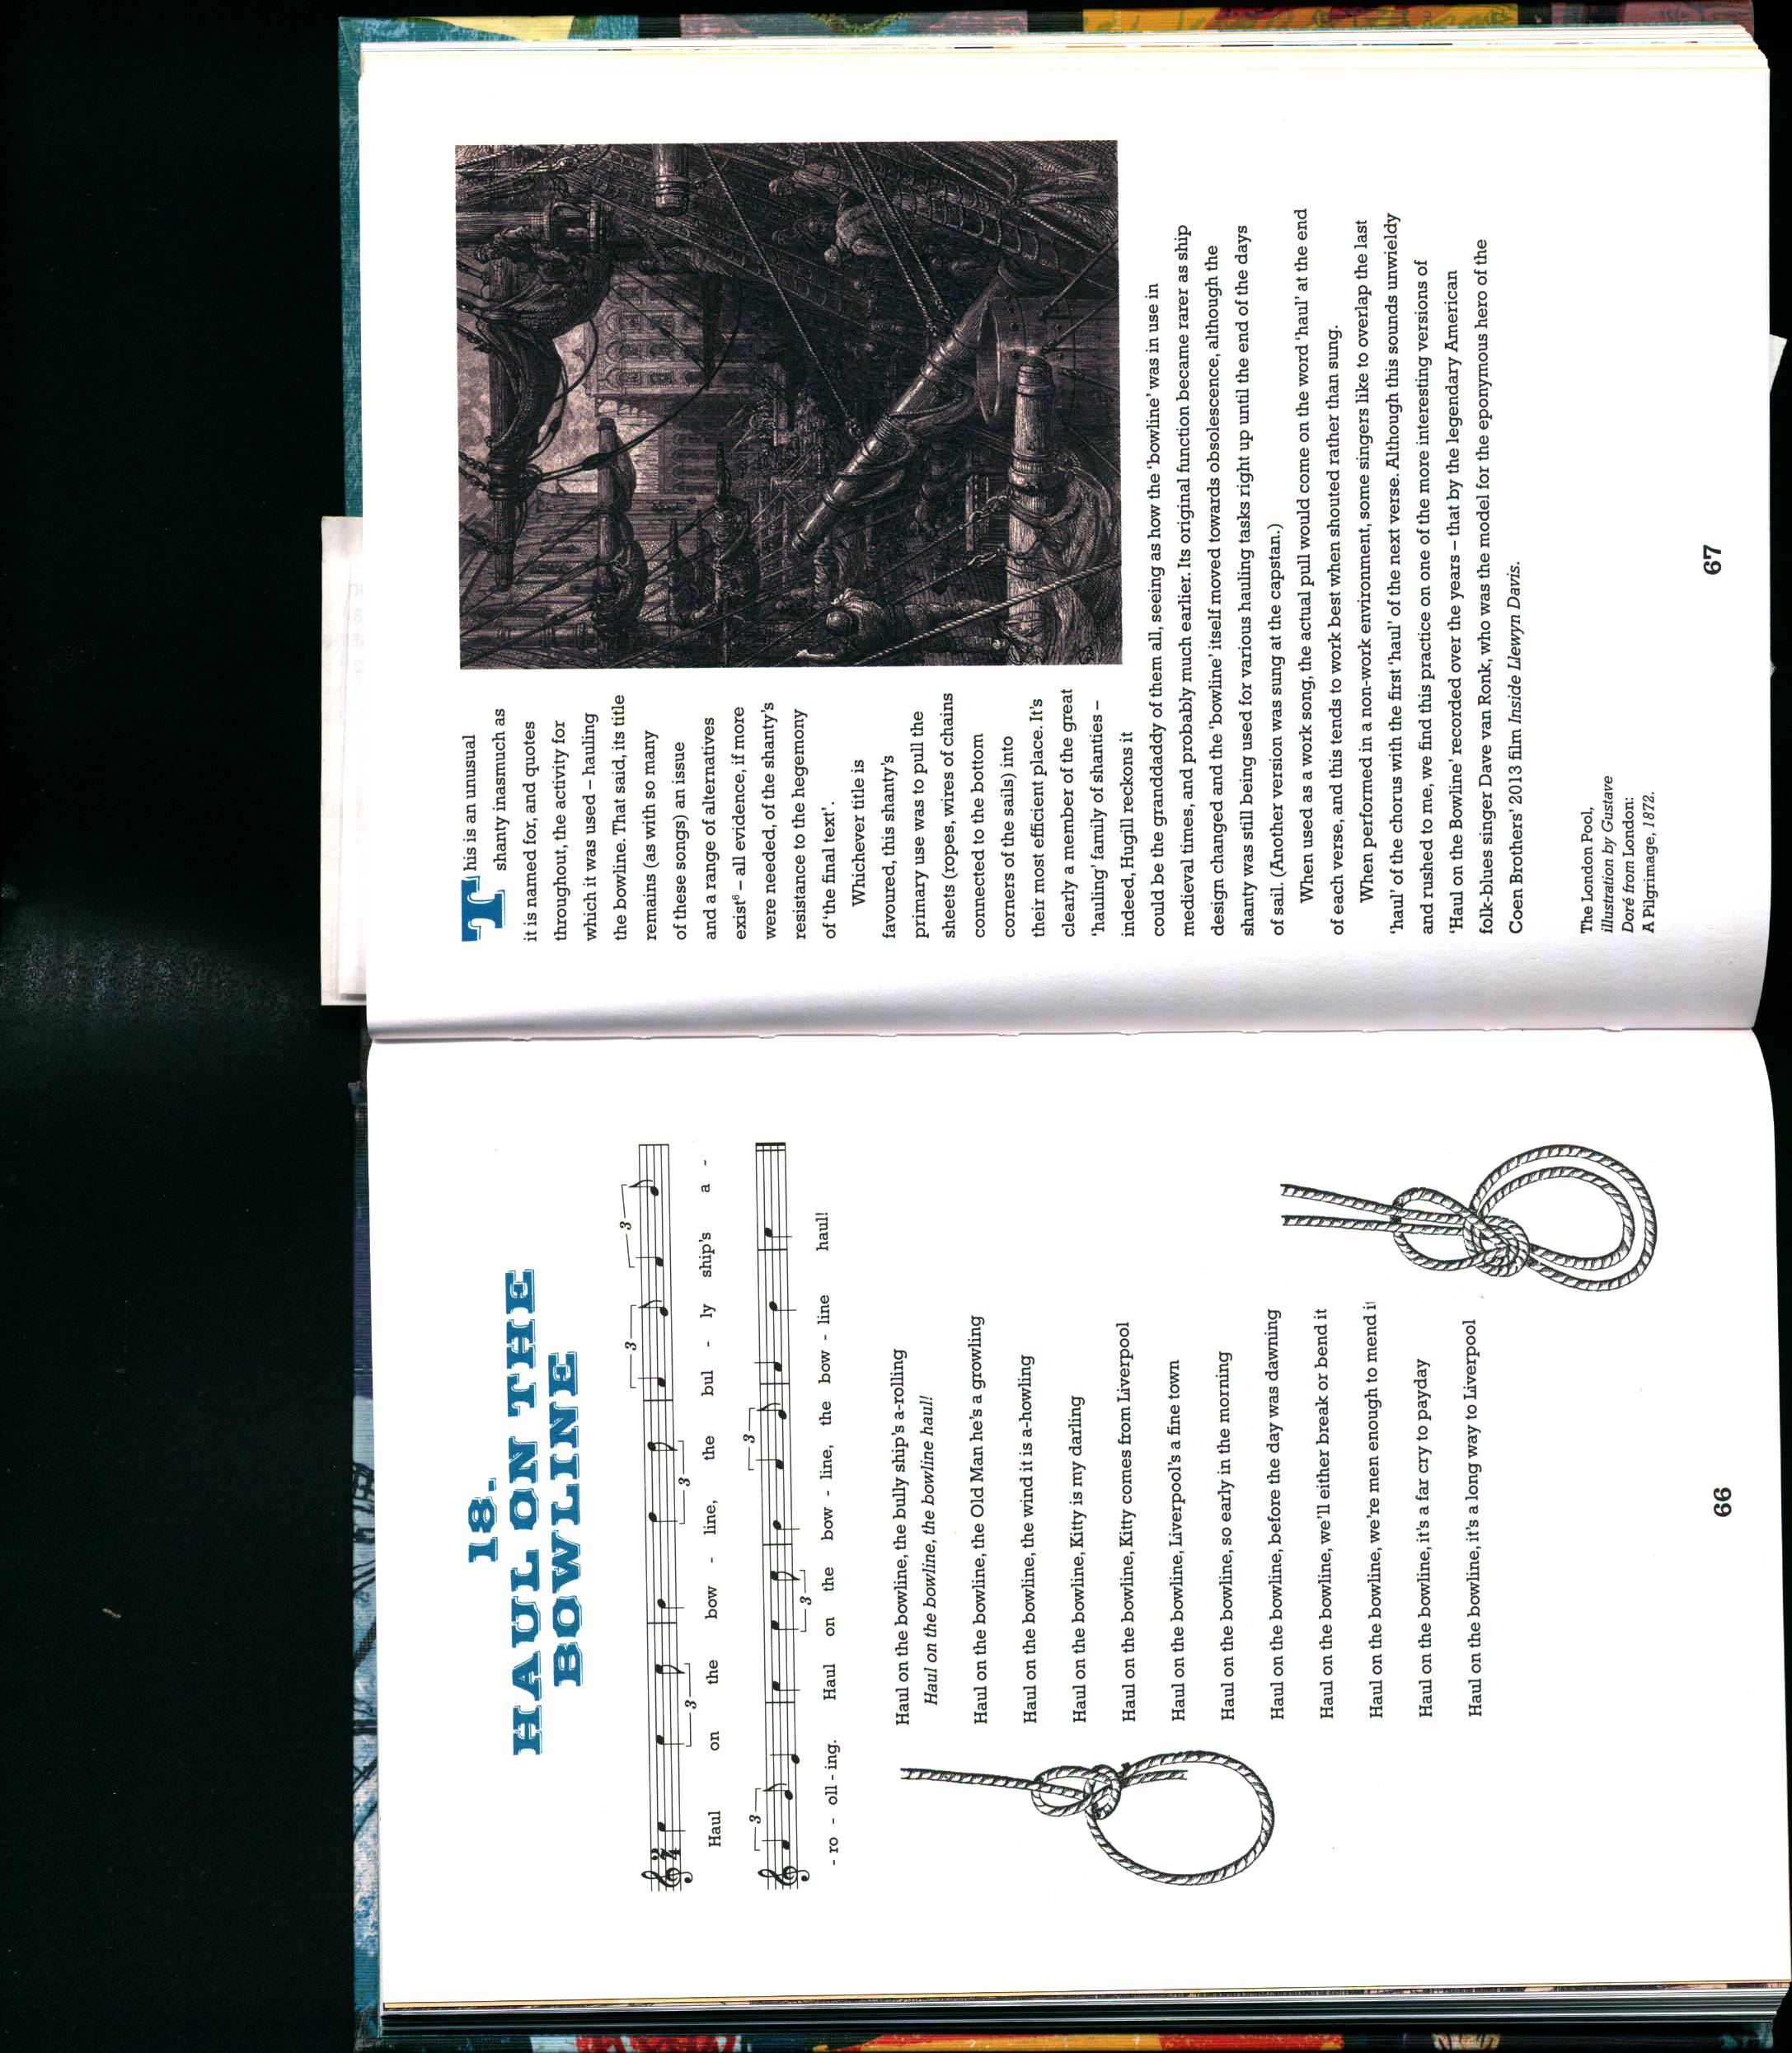 18.
HAUL ON THE
BOWLINE
3
3
3
3
Haul on the bow - line, the bul - ly ship's a -
3
3
3
- ro - oll - ing. Haul on the bow - line, the bow - line haul!
Haul on the bowline, the bully ship's a-rolling
Haul on the bowline, the bowline haul!
Haul on the bowline, the Old Man he's a growling
Haul on the bowline, the wind it is a-howling
Haul on the bowline, Kitty is my darling
Haul on the bowline, Kitty comes from Liverpool
Haul on the bowline, Liverpool's a fine town
Haul on the bowline, so early in the morning
Haul on the bowline, before the day was dawning
Haul on the bowline, we'll either break or bend it
Haul on the bowline, we're men enough to mend it
Haul on the bowline, it's a far cry to payday
Haul on the bowline, it's a long way to Liverpool
66
This is an unusual
shanty inasmuch as
it is named for, and quotes
throughout, the activity for
which it was used – hauling
the bowline. That said, its title
remains (as with so many
of these songs) an issue
and a range of alternatives
exist⁶ – all evidence, if more
were needed, of the shanty's
resistance to the hegemony
of 'the final text'.
Whichever title is
favoured, this shanty's
primary use was to pull the
sheets (ropes, wires of chains
connected to the bottom
corners of the sails) into
their most efficient place. It's
clearly a member of the great
'hauling' family of shanties –
indeed, Hugill reckons it
could be the granddaddy of them all, seeing as how the 'bowline' was in use in
medieval times, and probably much earlier. Its original function became rarer as ship
design changed and the 'bowline' itself moved towards obsolescence, although the
shanty was still being used for various hauling tasks right up until the end of the days
of sail. (Another version was sung at the capstan.)
When used as a work song, the actual pull would come on the word 'haul' at the end
of each verse, and this tends to work best when shouted rather than sung.
When performed in a non-work environment, some singers like to overlap the last
'haul' of the chorus with the first 'haul' of the next verse. Although this sounds unwieldy
and rushed to me, we find this practice on one of the more interesting versions of
'Haul on the Bowline' recorded over the years – that by the legendary American
folk-blues singer Dave van Ronk, who was the model for the eponymous hero of the
Coen Brothers' 2013 film Inside Llewyn Davis.
The London Pool,
illustration by Gustave
Doré from London:
A Pilgrimage, 1872.
67